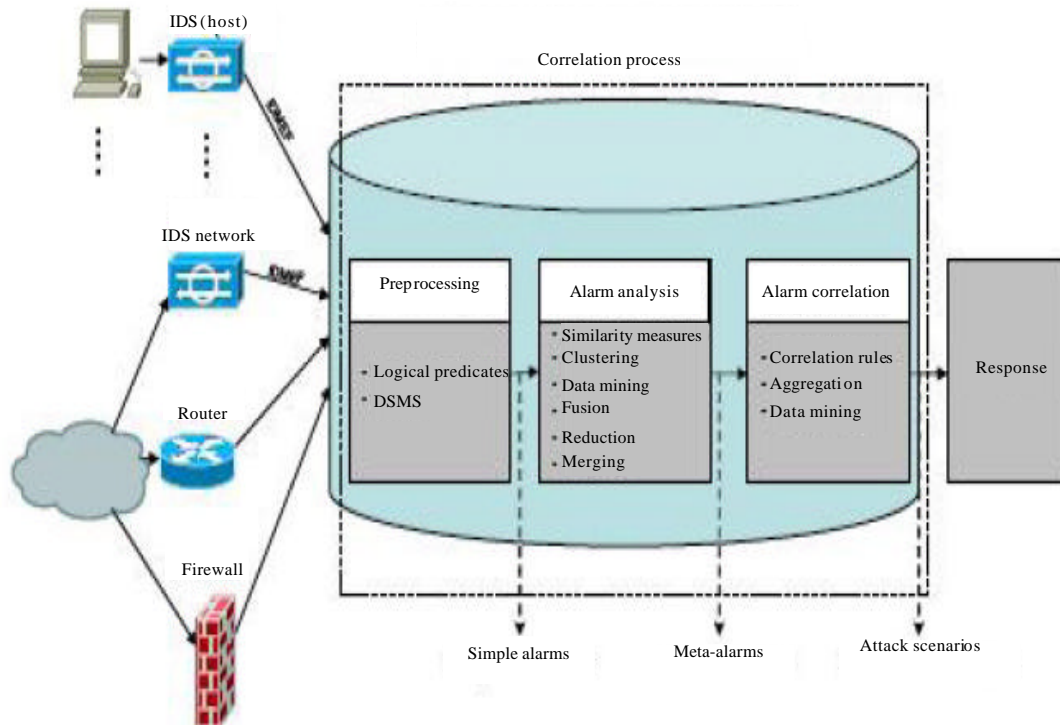 IDS (host)
Correlation process
IDS network
Preprocessing
Alarm analysis
Alarm correlation
Logical predicates
DSMS
Similarity measures
Clustering
Data mining
Fusion
Reduction
Merging
Correlation rules
Aggregation
Data mining
Response
Router
Firewall
Simple alarms
Meta-alarms
Attack scenarios